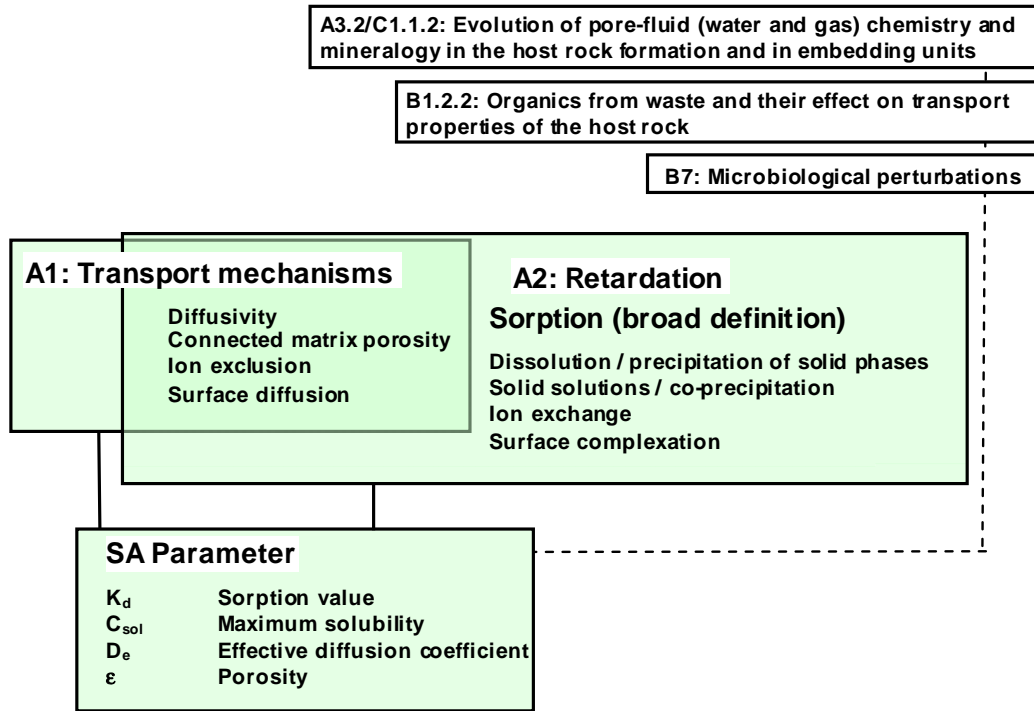 A3.2/C1.1.2: Evolution of pore-fluid (water and gas) chemistry and
mineralogy in the host rock formation and in embedding units
B1.2.2: Organics from waste and their effect on transport
properties of the host rock
B7: Microbiological perturbations
A1: Transport mechanisms
Diffusivity
Connected matrix porosity
Ion exclusion
Surface diffusion
A2: Retardation
Sorption (broad definition)
Dissolution / precipitation of solid phases
Solid solutions / co-precipitation
Ion exchange
Surface complexation
SA Parameter
Kd Sorption value
Csol Maximum solubility
De Effective diffusion coefficient
ε Porosity